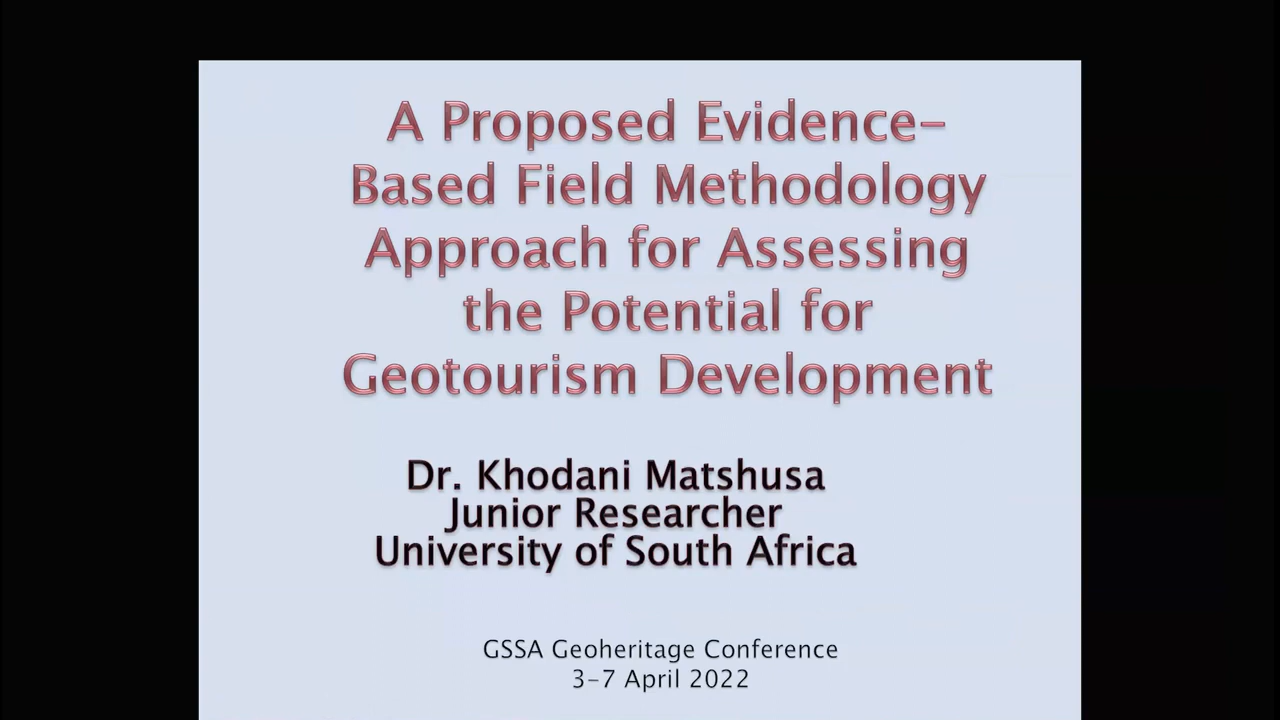 A Proposed Evidence-
Based Field Methodology
Approach for Assessing
the Potential for
Geotourism Development
Dr. Khodani Matshusa
Junior Researcher
University of South Africa
GSSA Geoheritage Conference
3-7 April 2022